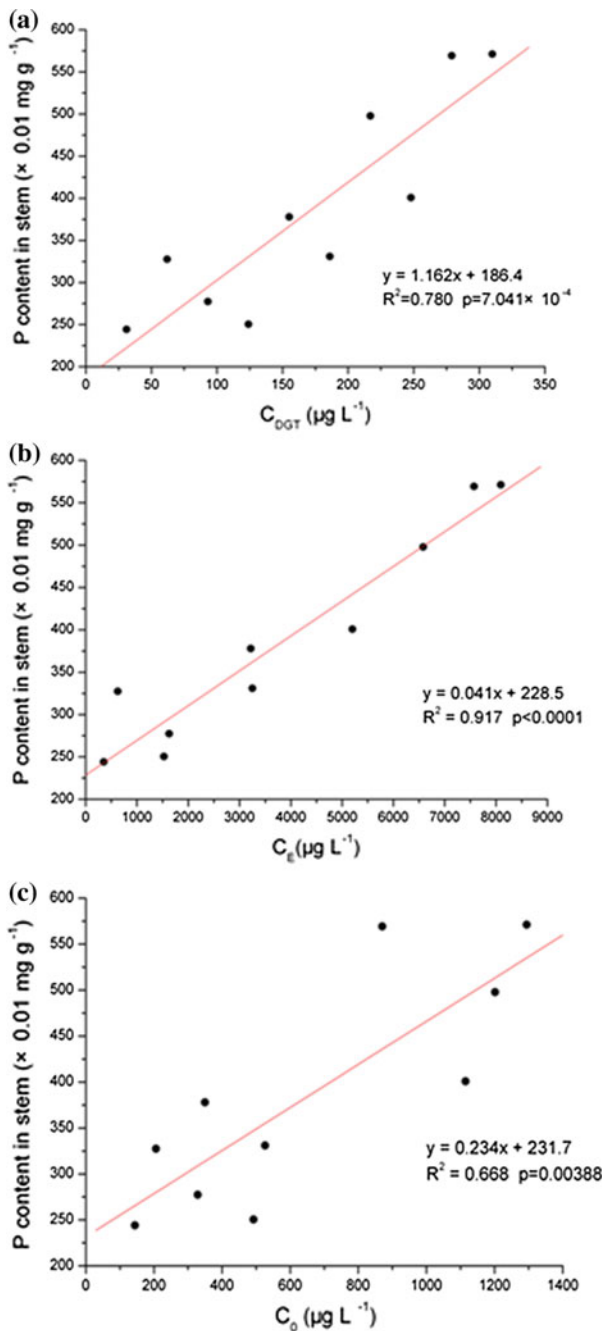 (a)
600
550
500
450
400
350
300
250
200
P content in stem (× 0.01 mg g⁻¹)
y = 1.162x + 186.4
R²=0.780 p=7.041× 10⁻⁴
0 50 100 150 200 250 300 350
C_DGT (µg L⁻¹)
(b)
600
550
500
450
400
350
300
250
200
P content in stem (× 0.01 mg g⁻¹)
y = 0.041x + 228.5
R² = 0.917 p<0.0001
0 1000 2000 3000 4000 5000 6000 7000 8000 9000
C_E(µg L⁻¹)
(c)
600
550
500
450
400
350
300
250
200
P content in stem (× 0.01 mg g⁻¹)
y = 0.234x + 231.7
R² = 0.668 p=0.00388
0 200 400 600 800 1000 1200 1400
C₀ (µg L⁻¹)